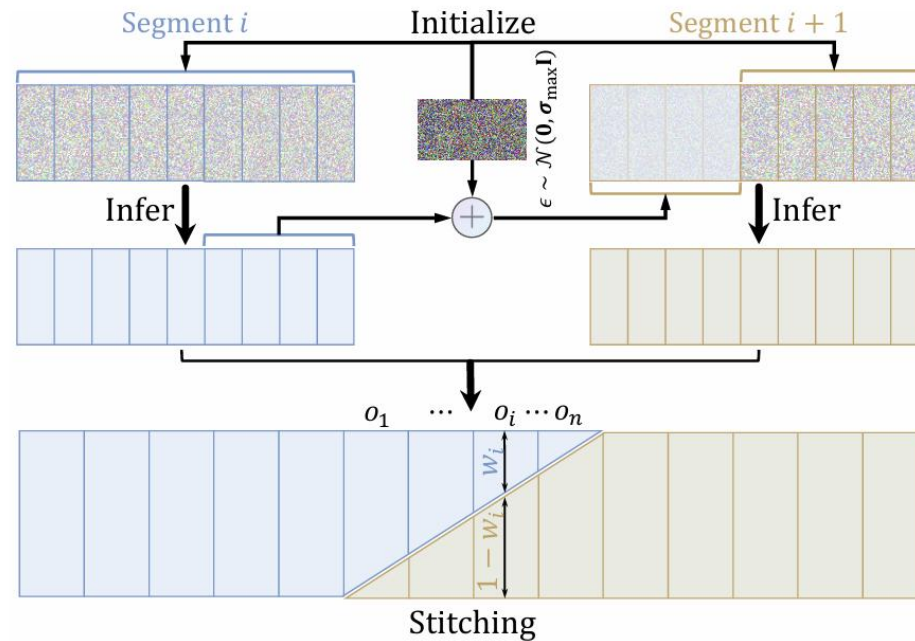 Segment i
Initialize
Segment i + 1
ϵ ~ 𝒩(𝟎, 𝛔max𝐈)
Infer
+
Infer
o₁ ⋯ oᵢ ⋯ oₙ
wᵢ
1 − wᵢ
Stitching